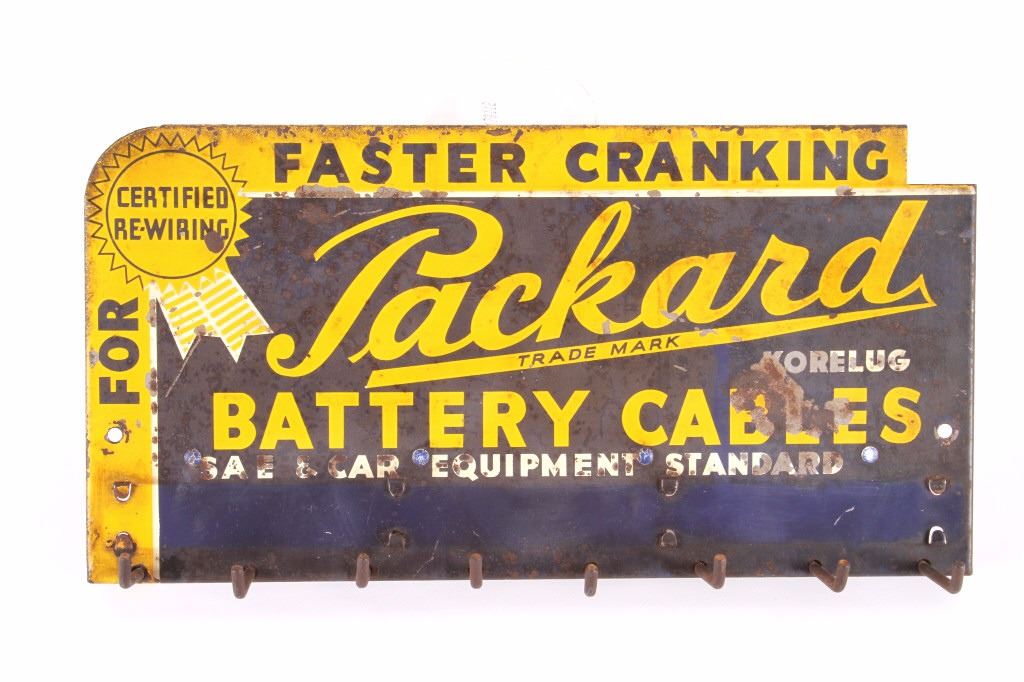 CERTIFIED
RE-WIRING
FOR
FASTER CRANKING
Packard
TRADE MARK
KORELUG
BATTERY CABLES
SAE & CAR EQUIPMENT STANDARD